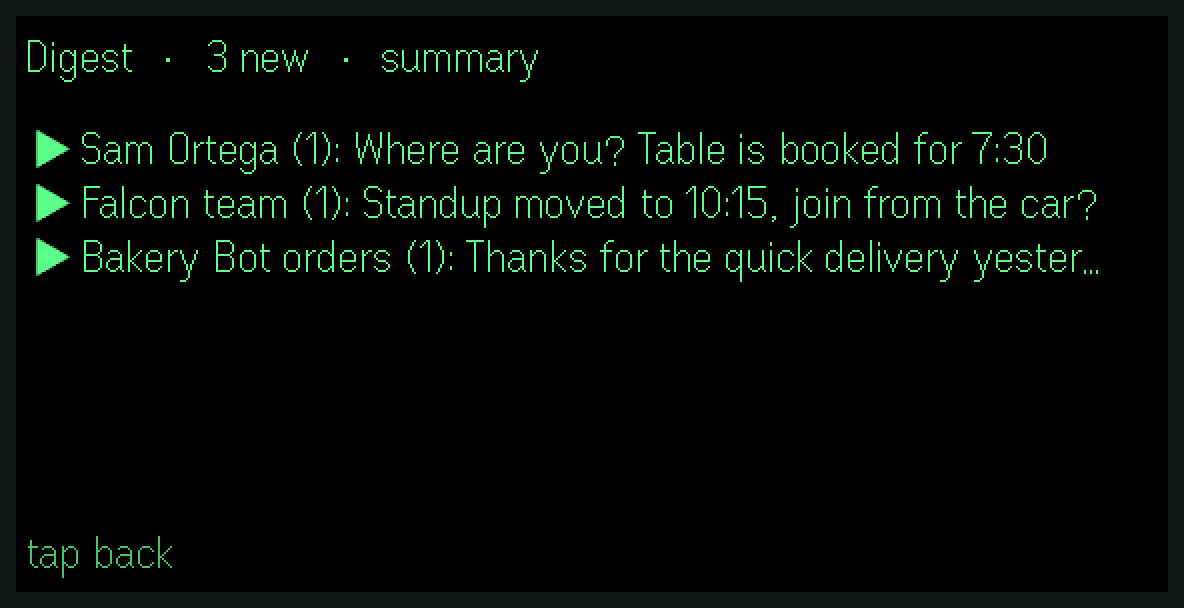 Digest · 3 new · summary
▶ Sam Ortega (1): Where are you? Table is booked for 7:30
▶ Falcon team (1): Standup moved to 10:15, join from the car?
▶ Bakery Bot orders (1): Thanks for the quick delivery yester…
tap back